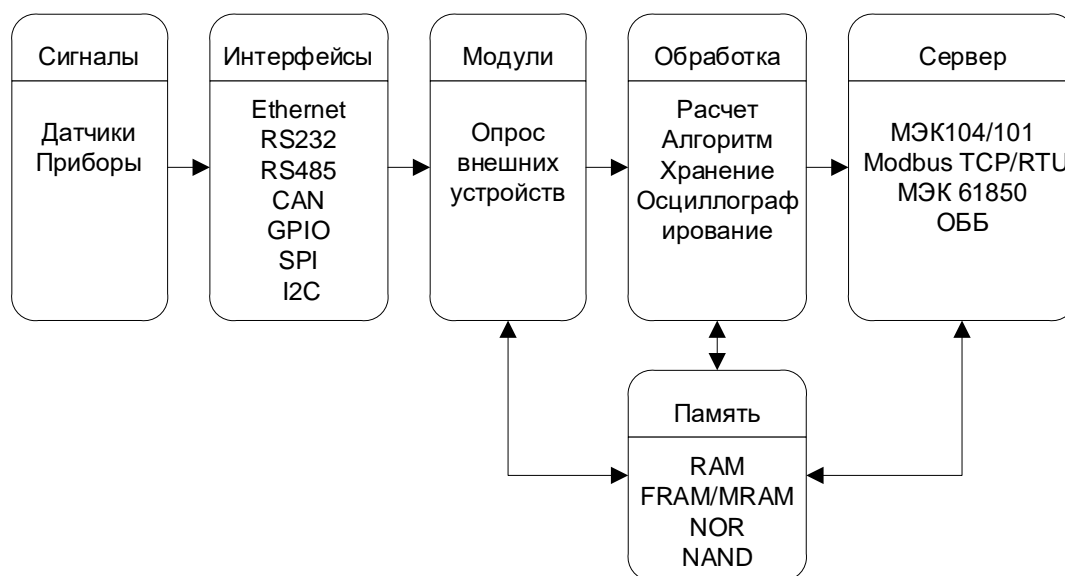 Сигналы
Датчики
Приборы
Интерфейсы
Ethernet
RS232
RS485
CAN
GPIO
SPI
I2C
Модули
Опрос
внешних
устройств
Обработка
Расчет
Алгоритм
Хранение
Осциллограф
ирование
Сервер
МЭК104/101
Modbus TCP/RTU
МЭК 61850
ОББ
Память
RAM
FRAM/MRAM
NOR
NAND